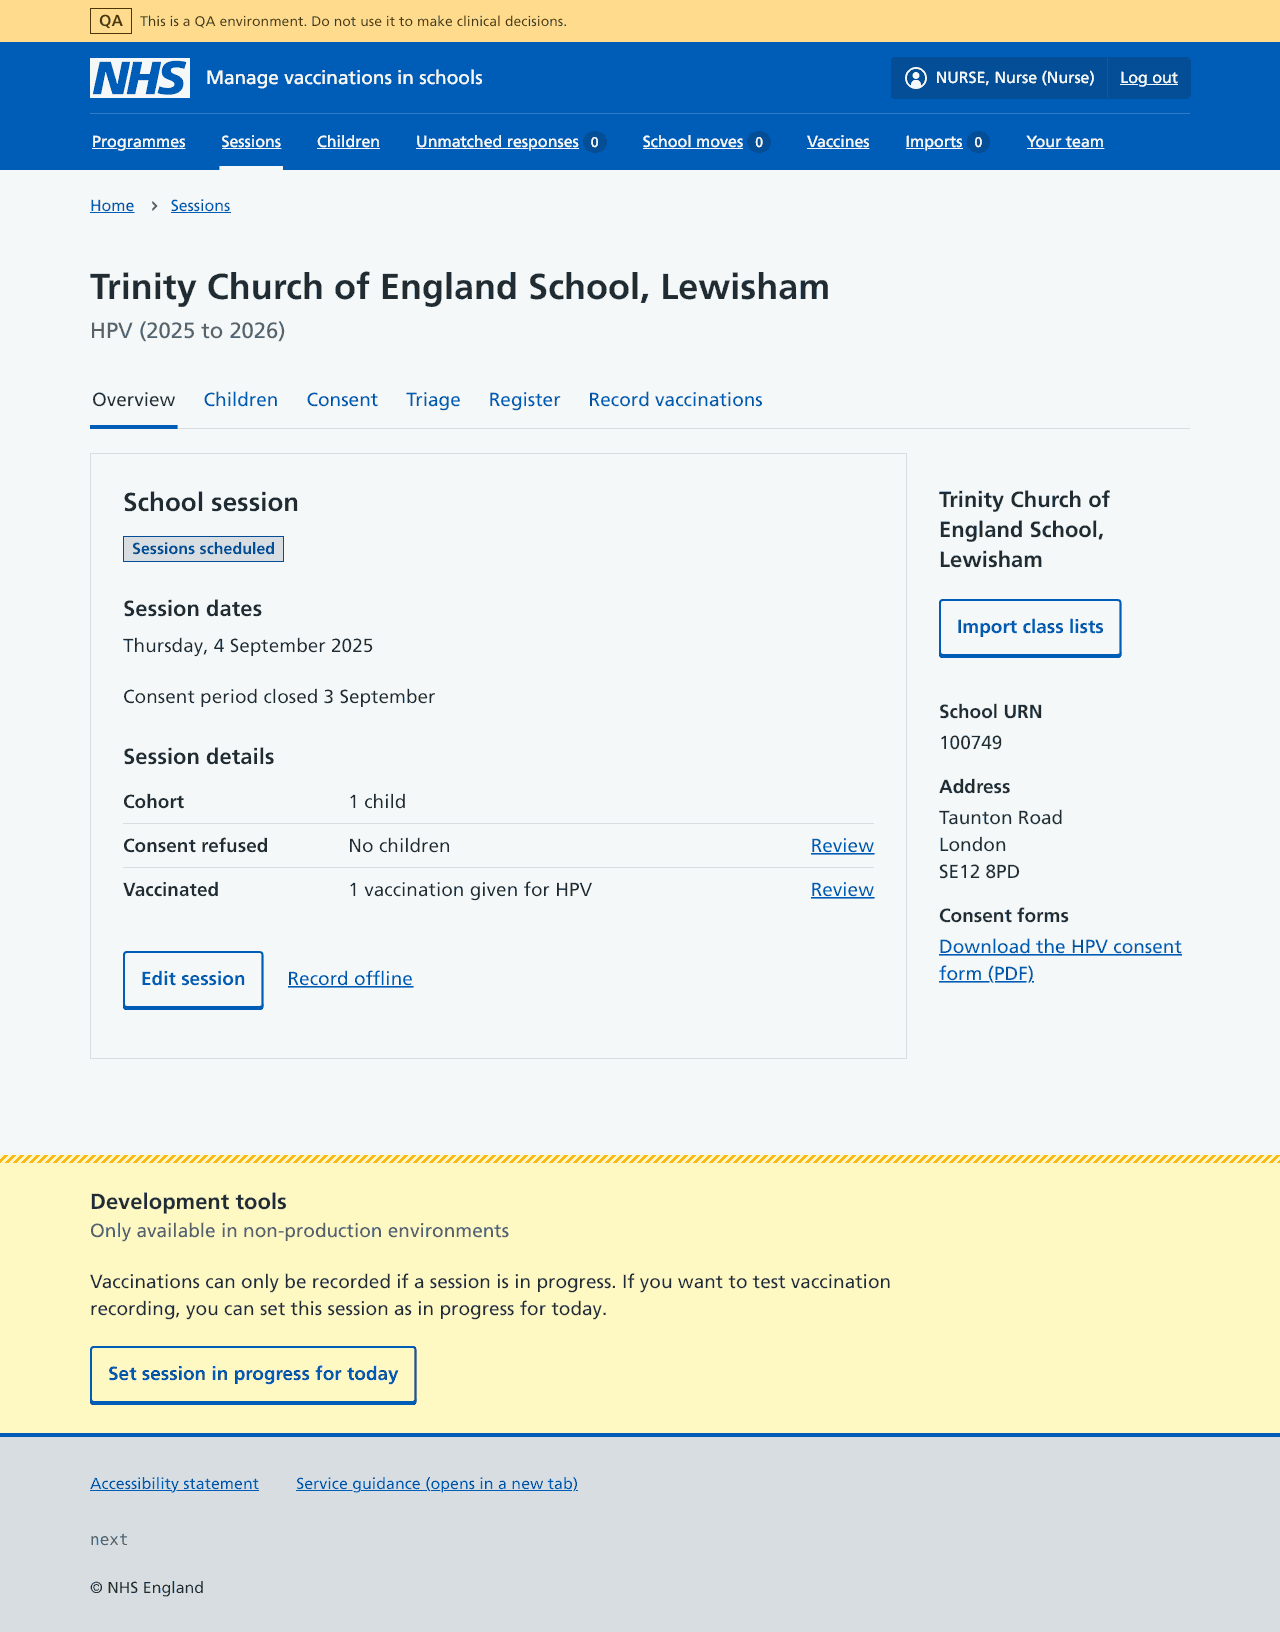 QA This is a QA environment. Do not use it to make clinical decisions.
NHS Manage vaccinations in schools NURSE, Nurse (Nurse) Log out
Programmes Sessions Children Unmatched responses 0 School moves 0 Vaccines Imports 0 Your team
Home Sessions
Trinity Church of England School, Lewisham
HPV (2025 to 2026)
Overview Children Consent Triage Register Record vaccinations
School session
Sessions scheduled
Session dates
Thursday, 4 September 2025
Consent period closed 3 September
Session details
Cohort 1 child
Consent refused No children Review
Vaccinated 1 vaccination given for HPV Review
Edit session Record offline
Trinity Church of
England School,
Lewisham
Import class lists
School URN
100749
Address
Taunton Road
London
SE12 8PD
Consent forms
Download the HPV consent
form (PDF)
Development tools
Only available in non-production environments
Vaccinations can only be recorded if a session is in progress. If you want to test vaccination
recording, you can set this session as in progress for today.
Set session in progress for today
Accessibility statement Service guidance (opens in a new tab)
next
© NHS England